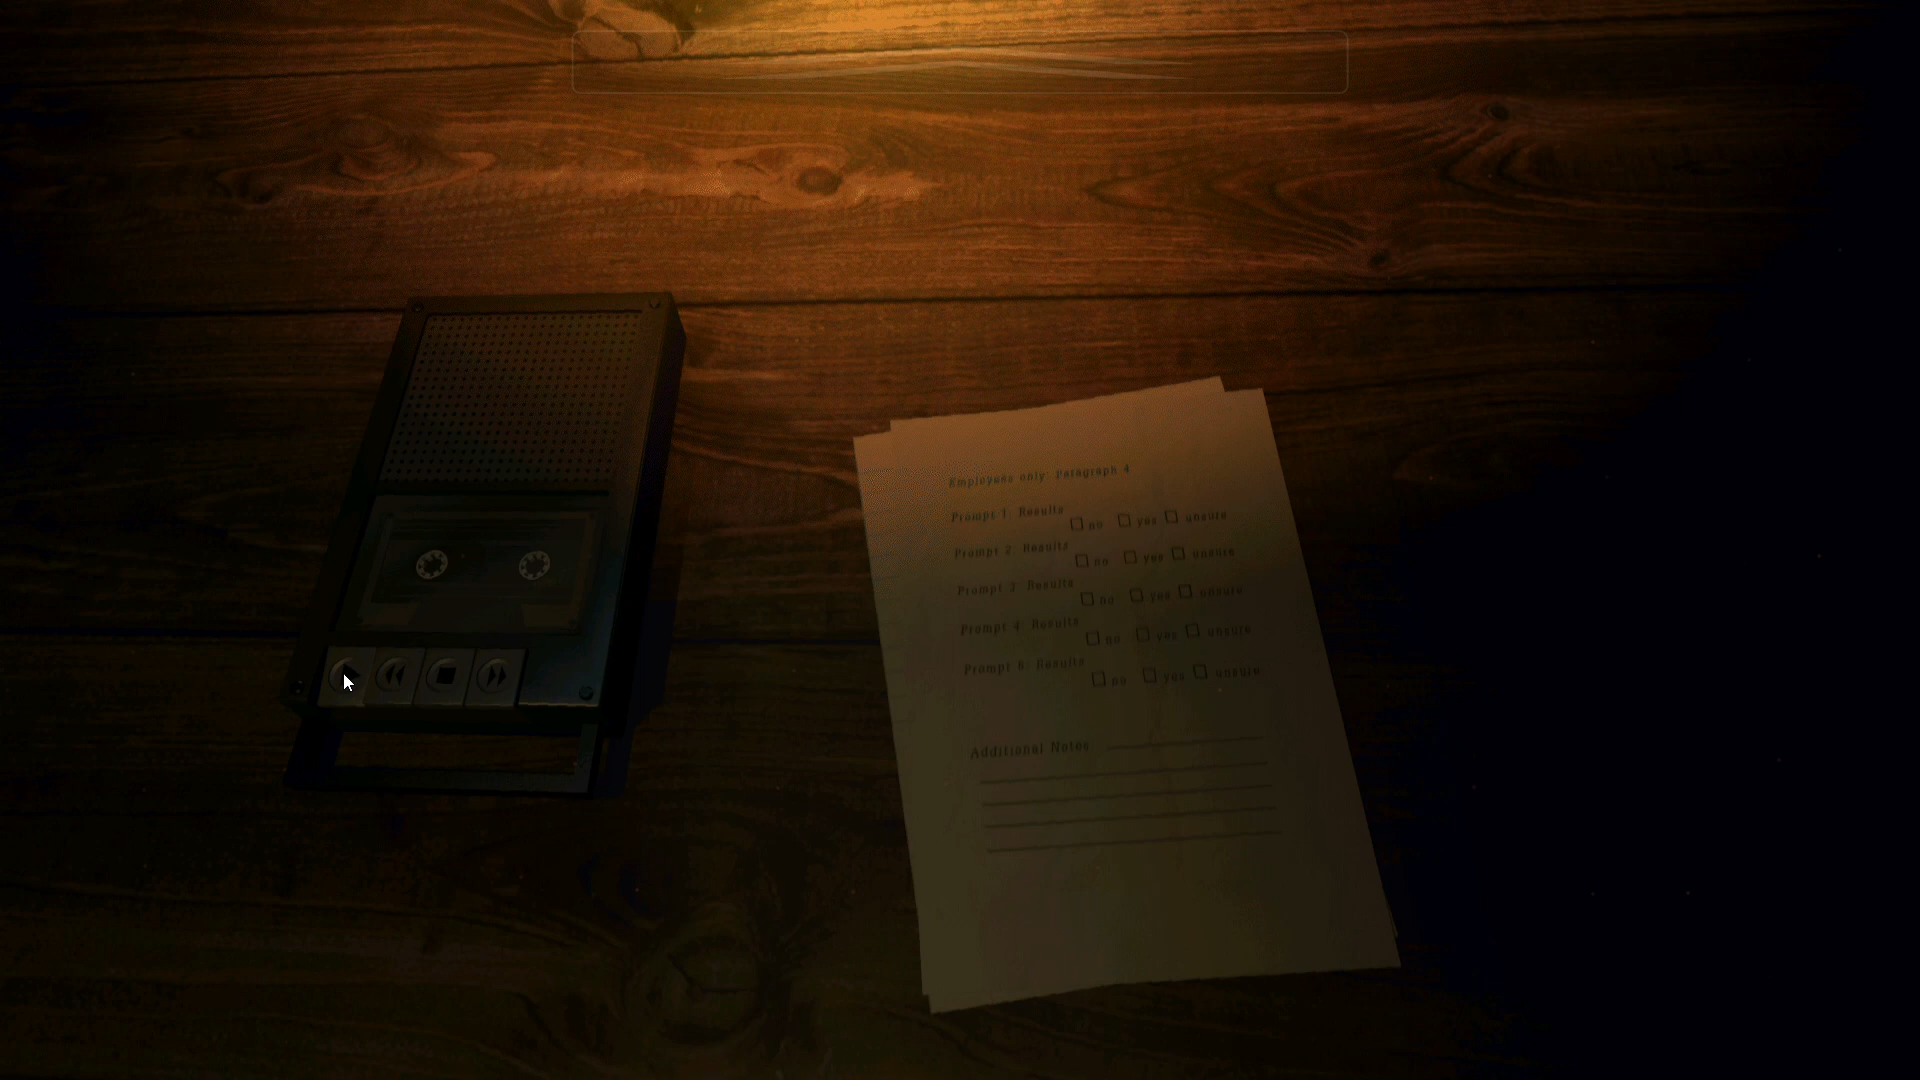 Employees only: Paragraph 4
Prompt 1: Results no yes unsure
Prompt 2: Results no yes unsure
Prompt 3: Results no yes unsure
Prompt 4: Results no yes unsure
Prompt 6: Results no yes unsure
Additional Notes